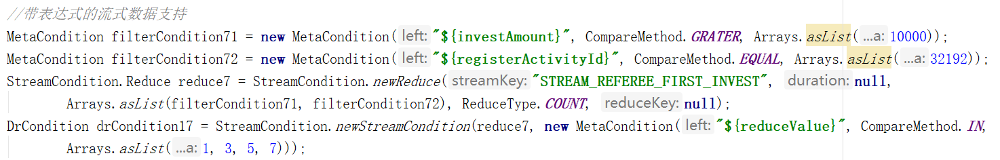 //带表达式的流式数据支持
MetaCondition filterCondition71 = new MetaCondition( left: "${investAmount}", CompareMethod.GRATER, Arrays.asList( ...a: 10000));
MetaCondition filterCondition72 = new MetaCondition( left: "${registerActivityId}", CompareMethod.EQUAL, Arrays.asList( ...a: 32192));
StreamCondition.Reduce reduce7 = StreamCondition.newReduce( streamKey: "STREAM_REFEREE_FIRST_INVEST", duration: null,
Arrays.asList(filterCondition71, filterCondition72), ReduceType.COUNT, reduceKey: null);
DrCondition drCondition17 = StreamCondition.newStreamCondition(reduce7, new MetaCondition( left: "${reduceValue}", CompareMethod.IN,
Arrays.asList( ...a: 1, 3, 5, 7)));